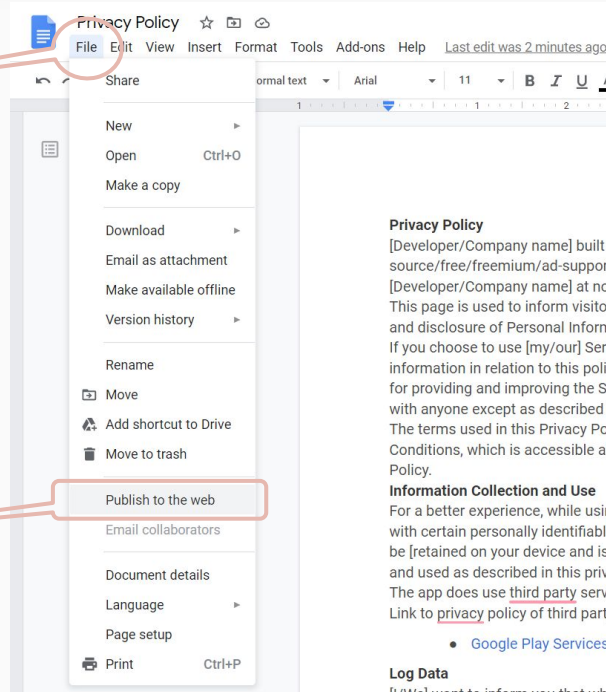 Privacy Policy
File Edit View Insert Format Tools Add-ons Help Last edit was 2 minutes ago
Share
ormal text Arial 11 B I U A
1 1 2
New
Open Ctrl+O
Make a copy
Download
Email as attachment
Make available offline
Version history
Rename
Move
Add shortcut to Drive
Move to trash
Publish to the web
Email collaborators
Document details
Language
Page setup
Print Ctrl+P
Privacy Policy
[Developer/Company name] built
source/free/freemium/ad-suppor
[Developer/Company name] at no
This page is used to inform visito
and disclosure of Personal Inform
If you choose to use [my/our] Ser
information in relation to this poli
for providing and improving the S
with anyone except as described
The terms used in this Privacy Po
Conditions, which is accessible a
Policy.
Information Collection and Use
For a better experience, while usin
with certain personally identifiabl
be [retained on your device and is
and used as described in this priv
The app does use third party serv
Link to privacy policy of third part
● Google Play Services
Log Data